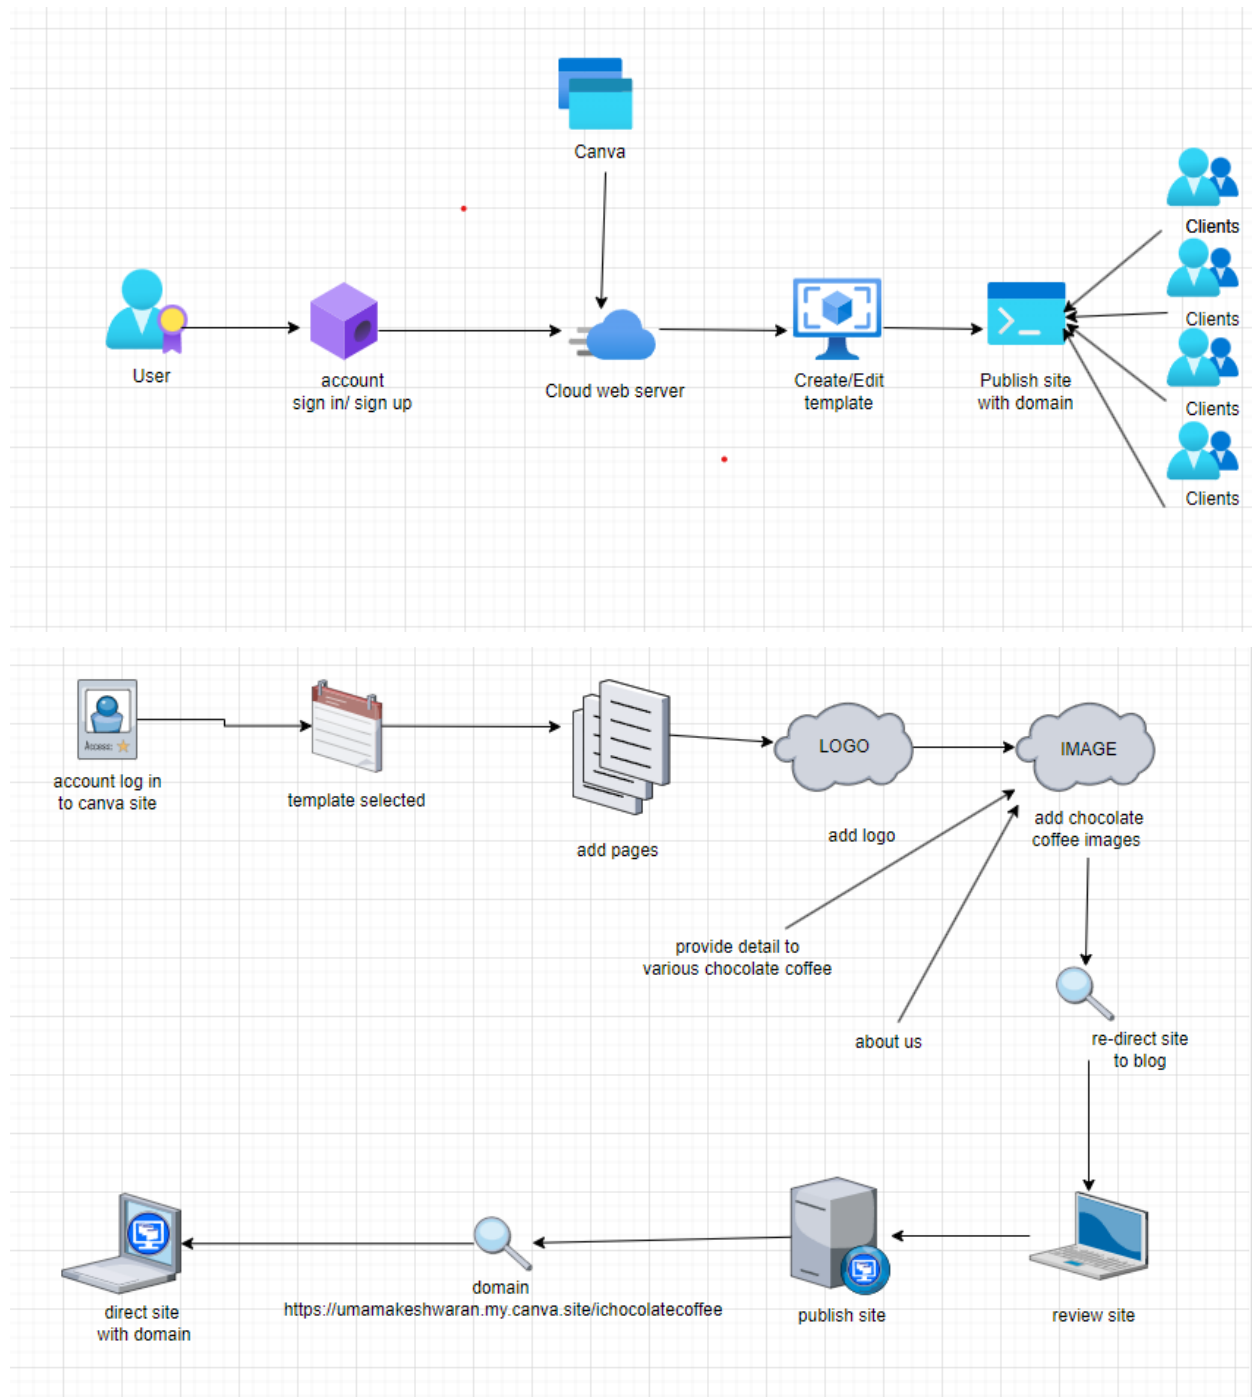 Canva
Clients
Clients
Clients
Clients
User
account
sign in/ sign up
Cloud web server
Create/Edit
template
Publish site
with domain
Access:
account log in
to canva site
template selected
add pages
LOGO
add logo
IMAGE
add chocolate
coffee images
provide detail to
various chocolate coffee
about us
re-direct site
to blog
review site
publish site
domain
https://umamakeshwaran.my.canva.site/ichocolatecoffee
direct site
with domain